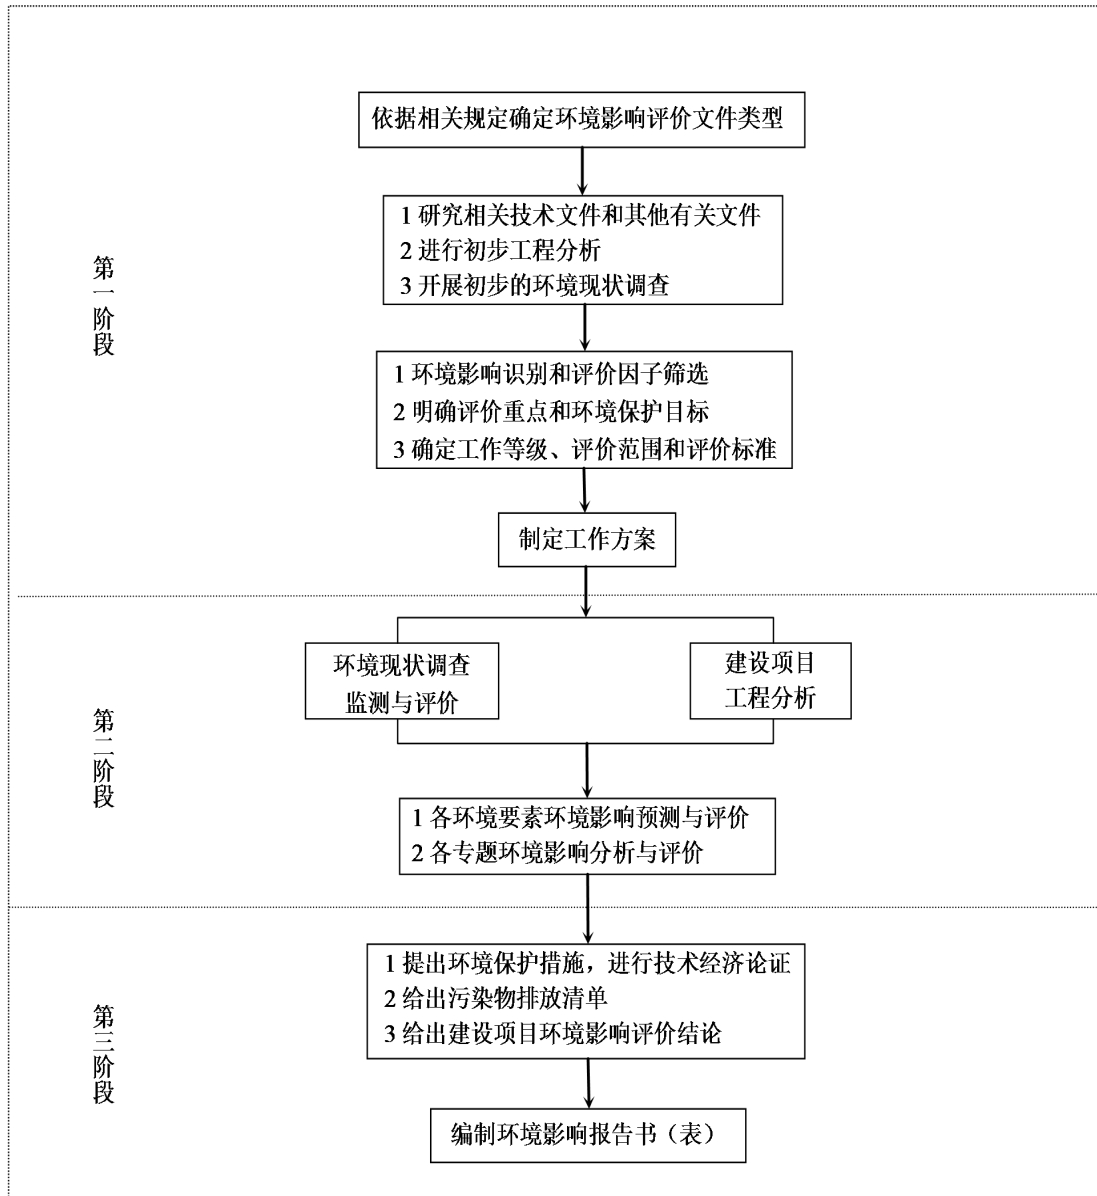 依据相关规定确定环境影响评价文件类型
1 研究相关技术文件和其他有关文件
2 进行初步工程分析
3 开展初步的环境现状调查
第一阶段
1 环境影响识别和评价因子筛选
2 明确评价重点和环境保护目标
3 确定工作等级、评价范围和评价标准
制定工作方案
环境现状调查
监测与评价
建设项目
工程分析
第二阶段
1 各环境要素环境影响预测与评价
2 各专题环境影响分析与评价
1 提出环境保护措施，进行技术经济论证
2 给出污染物排放清单
3 给出建设项目环境影响评价结论
第三阶段
编制环境影响报告书（表）